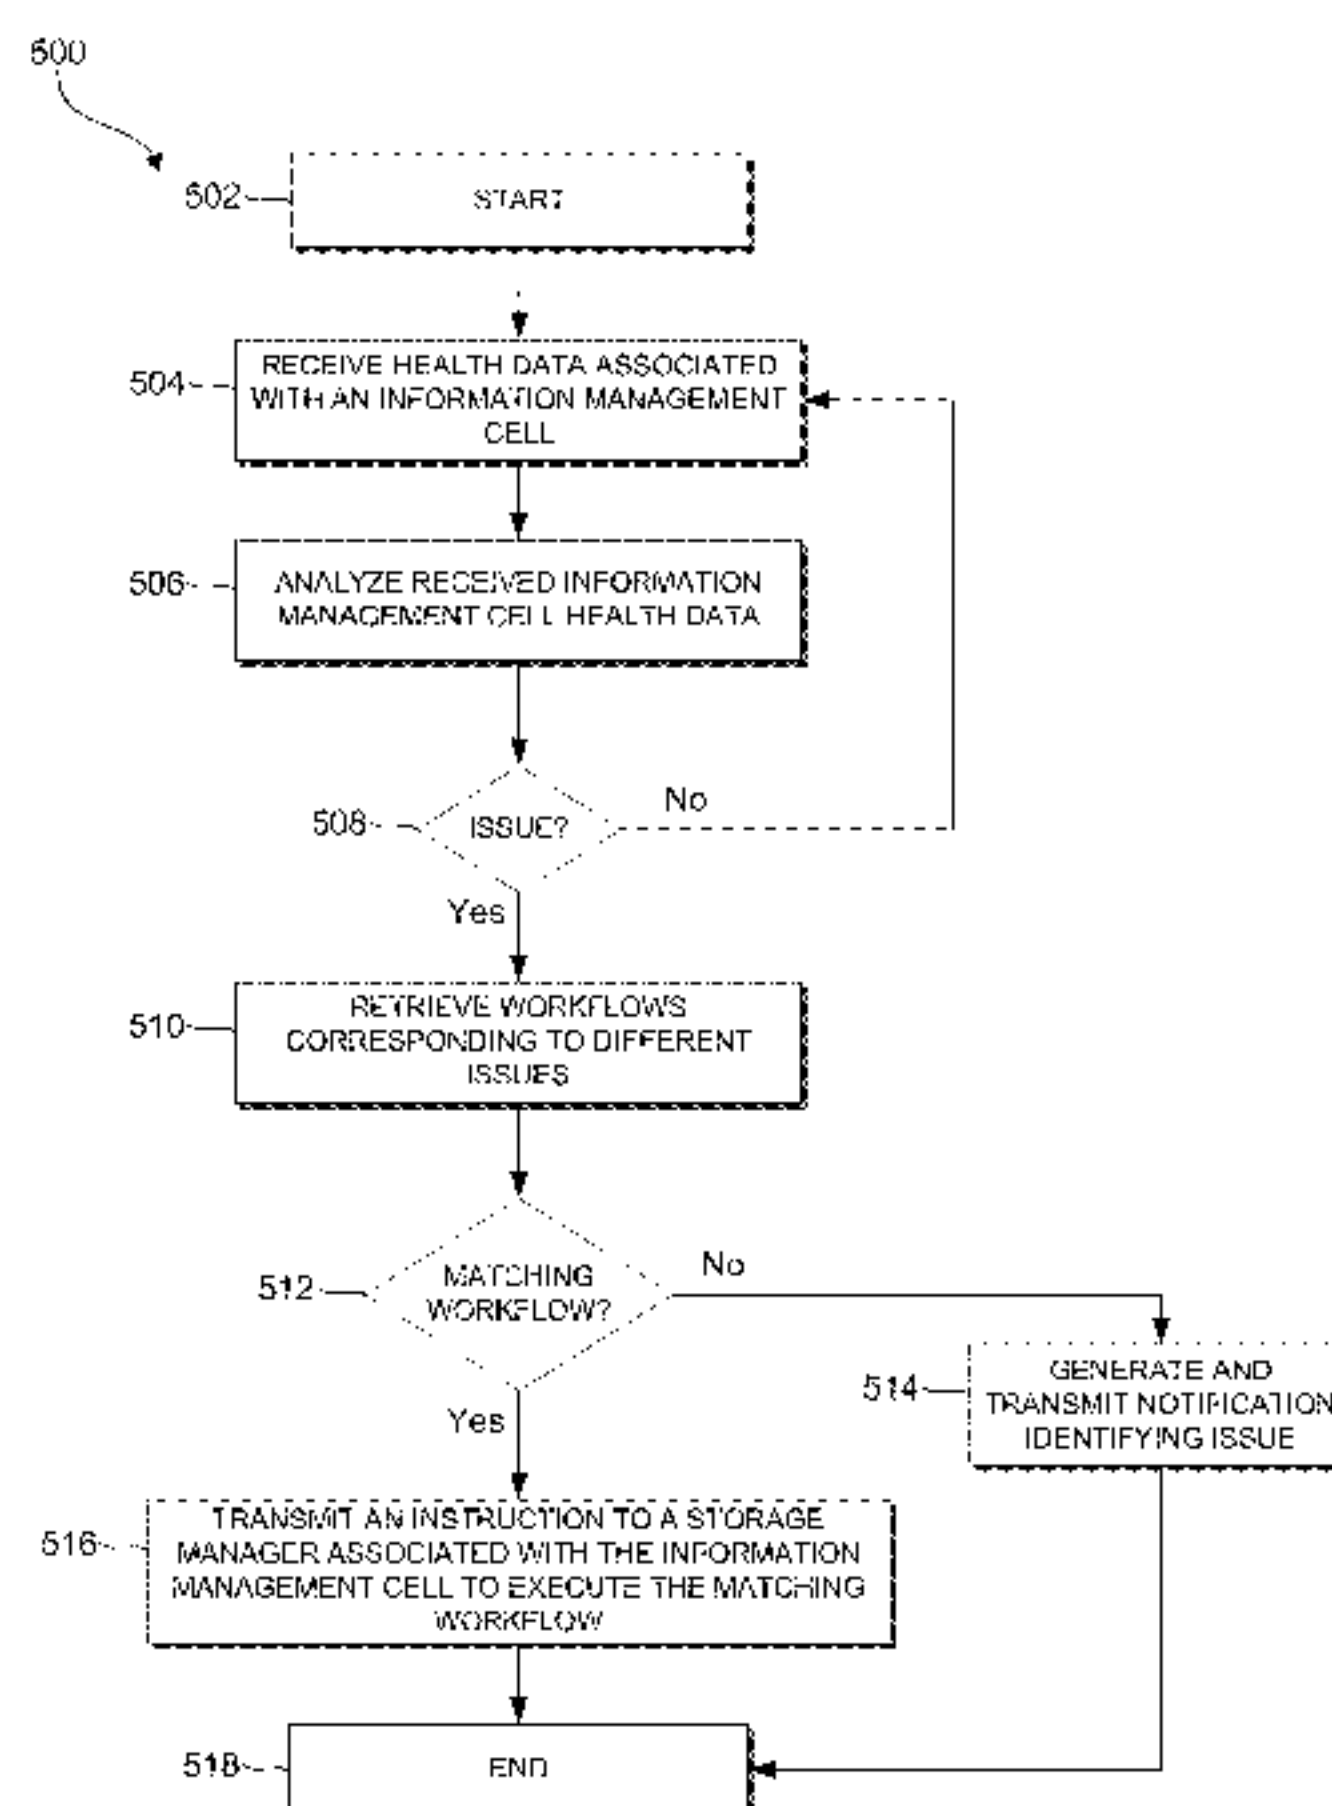 500
502
START
504
RECEIVE HEALTH DATA ASSOCIATED
WITH AN INFORMATION MANAGEMENT
CELL
506
ANALYZE RECEIVED INFORMATION
MANAGEMENT CELL HEALTH DATA
508
ISSUE?
No
Yes
510
RETRIEVE WORKFLOWS
CORRESPONDING TO DIFFERENT
ISSUES
512
MATCHING
WORKFLOW?
No
Yes
514
GENERATE AND
TRANSMIT NOTIFICATION
IDENTIFYING ISSUE
516
TRANSMIT AN INSTRUCTION TO A STORAGE
MANAGER ASSOCIATED WITH THE INFORMATION
MANAGEMENT CELL TO EXECUTE THE MATCHING
WORKFLOW
518
END